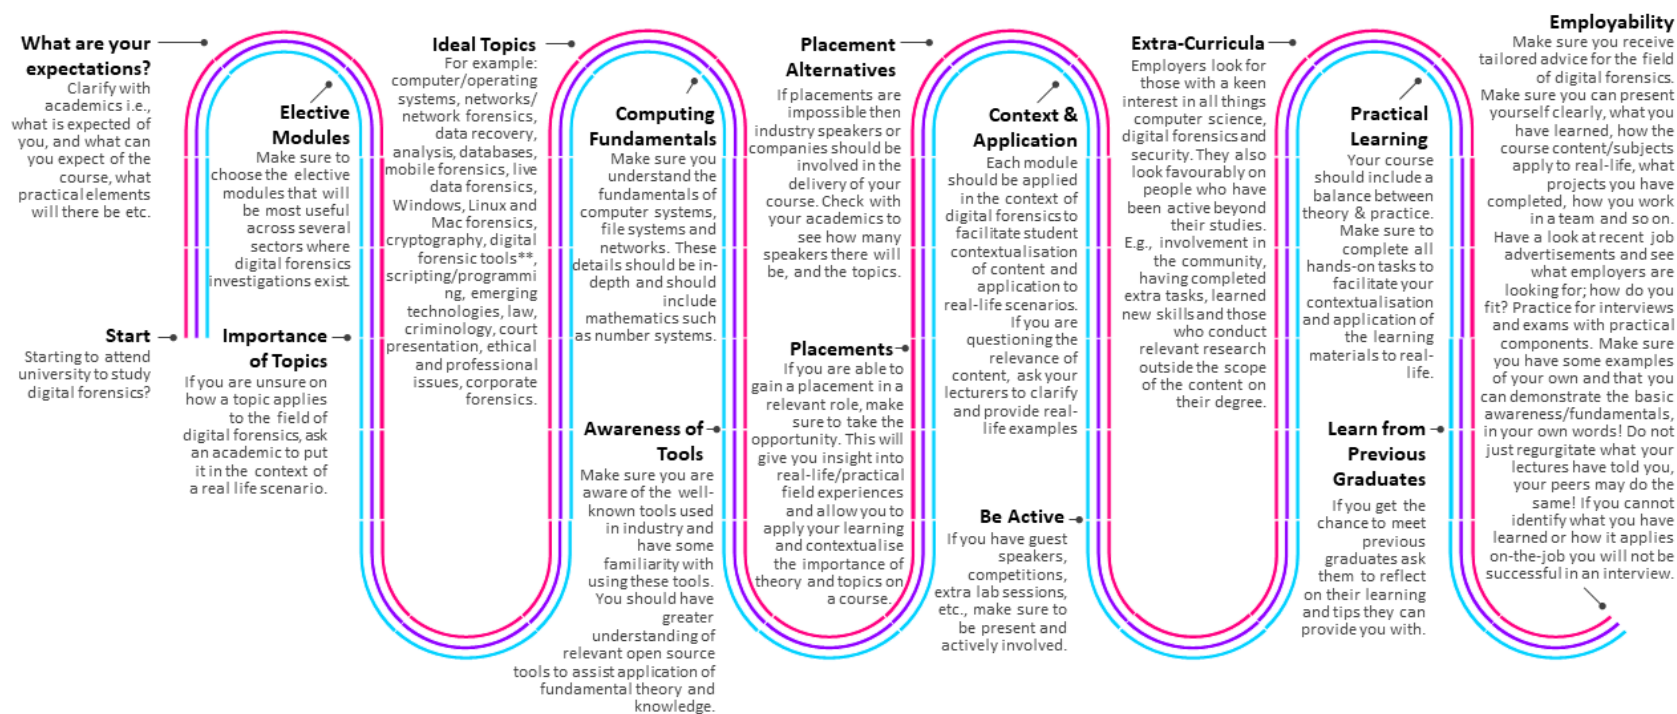 Start
Starting to attend
university to study
digital forensics?
What are your
expectations?
Clarify with
academics i.e.,
what is expected of
you, and what can
you expect of the
course, what
practical elements
will there be etc.
Elective
Modules
Make sure to
choose the elective
modules that will
be most useful
across several
sectors where
digital forensics
investigations exist.
Importance
of Topics
If you are unsure on
how a topic applies
to the field of
digital forensics, ask
an academic to put
it in the context of
a real life scenario.
Ideal Topics
For example:
computer/operating
systems, networks/
network forensics,
data recovery,
analysis, databases,
mobile forensics, live
data forensics,
Windows, Linux and
Mac forensics,
cryptography, digital
forensic tools**,
scripting/programmi
ng, emerging
technologies, law,
criminology, court
presentation, ethical
and professional
issues, corporate
forensics.
Computing
Fundamentals
Make sure you
understand the
fundamentals of
computer systems,
file systems and
networks. These
details should be in-
depth and should
include
mathematics such
as number systems.
Awareness of
Tools
Make sure you are
aware of the well-
known tools used
in industry and
have some
familiarity with
using these tools.
You should have
greater
understanding of
relevant open source
tools to assist application of
fundamental theory and
knowledge.
Placement
Alternatives
If placements are
impossible then
industry speakers or
companies should be
involved in the
delivery of your
course. Check with
your academics to
see how many
speakers there will
be, and the topics.
Placements
If you are able to
gain a placement in a
relevant role, make
sure to take the
opportunity. This will
give you insight into
real-life/practical
field experiences
and allow you to
apply your learning
and contextualise
the importance of
theory and topics on
a course.
Context &
Application
Each module
should be applied
in the context of
digital forensics to
facilitate student
contextualisation
of content and
application to
real-life scenarios.
If you are
questioning the
relevance of
content, ask your
lecturers to clarify
and provide real-
life examples
Be Active
If you have guest
speakers,
competitions,
extra lab sessions,
etc., make sure to
be present and
actively involved.
Extra-Curricula
Employers look for
those with a keen
interest in all things
computer science,
digital forensics and
security. They also
look favourably on
people who have
been active beyond
their studies.
E.g., involvement in
the community,
having completed
extra tasks, learned
new skills and those
who conduct
relevant research
outside the scope
of the content on
their degree.
Practical
Learning
Your course
should include a
balance between
theory & practice.
Make sure to
complete all
hands-on tasks to
facilitate your
contextualisation
and application of
the learning
materials to real-
life.
Learn from
Previous
Graduates
If you get the
chance to meet
previous
graduates ask
them to reflect
on their learning
and tips they can
provide you with.
Employability
Make sure you receive
tailored advice for the field
of digital forensics.
Make sure you can present
yourself clearly, what you
have learned, how the
course content/subjects
apply to real-life, what
projects you have
completed, how you work
in a team and so on.
Have a look at recent job
advertisements and see
what employers are
looking for; how do you
fit? Practice for interviews
and exams with practical
components. Make sure
you have some examples
of your own and that you
can demonstrate the basic
awareness/fundamentals,
in your own words! Do not
just regurgitate what your
lectures have told you,
your peers may do the
same! If you cannot
identify what you have
learned or how it applies
on-the-job you will not be
successful in an interview.